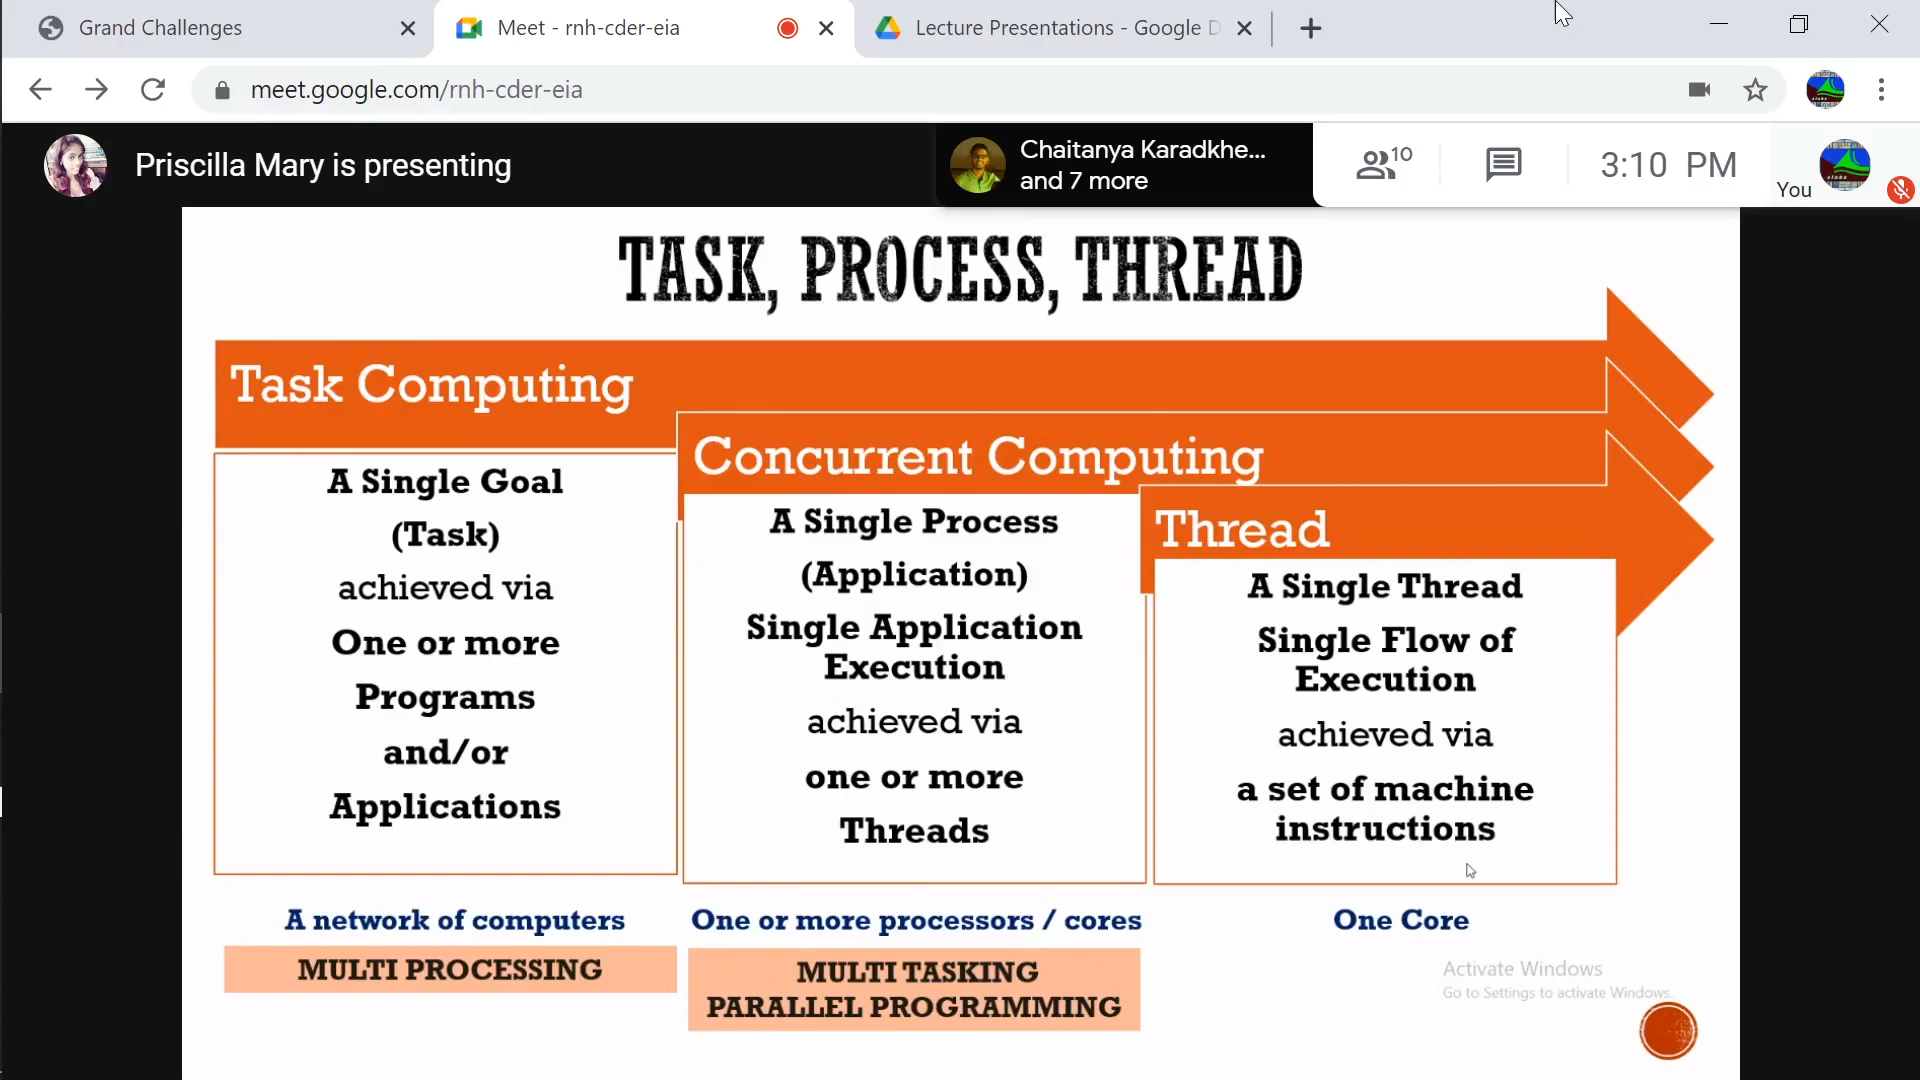 Grand Challenges
Meet - rnh-cder-eia
Lecture Presentations - Google D
meet.google.com/rnh-cder-eia
Priscilla Mary is presenting
Chaitanya Karadkhe...
and 7 more
10
3:10 PM
You
TASK, PROCESS, THREAD
Task Computing
A Single Goal
(Task)
achieved via
One or more
Programs
and/or
Applications
Concurrent Computing
A Single Process
(Application)
Single Application
Execution
achieved via
one or more
Threads
Thread
A Single Thread
Single Flow of
Execution
achieved via
a set of machine
instructions
A network of computers
MULTI PROCESSING
One or more processors / cores
MULTI TASKING
PARALLEL PROGRAMMING
One Core
Activate Windows
Go to Settings to activate Windows.